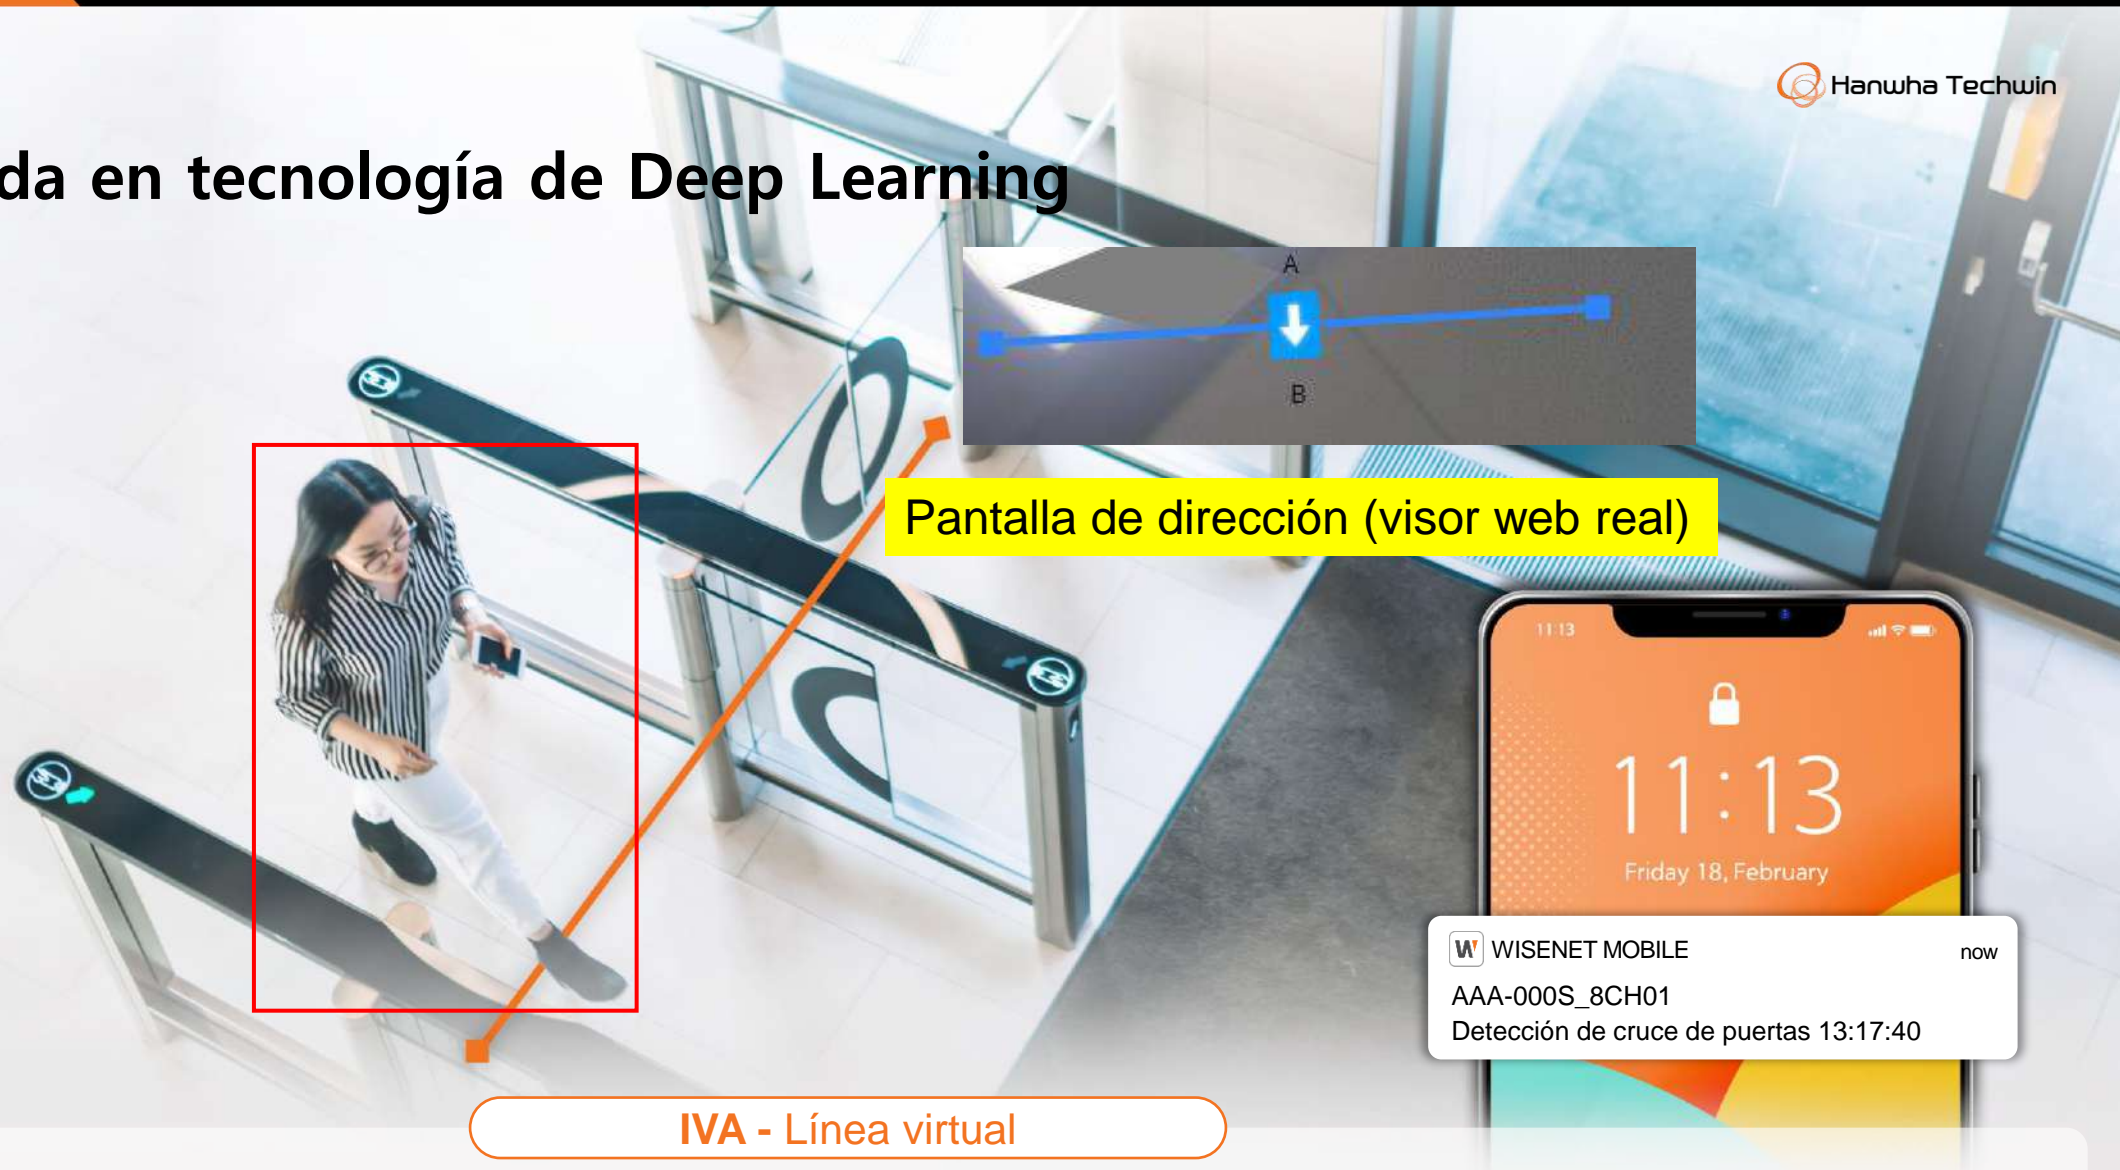 Hanwha Techwin
da en tecnología de Deep Learning
A
B
Pantalla de dirección (visor web real)
11:13
11:13
Friday 18, February
W WISENET MOBILE now
AAA-000S_8CH01
Detección de cruce de puertas 13:17:40
IVA - Línea virtual